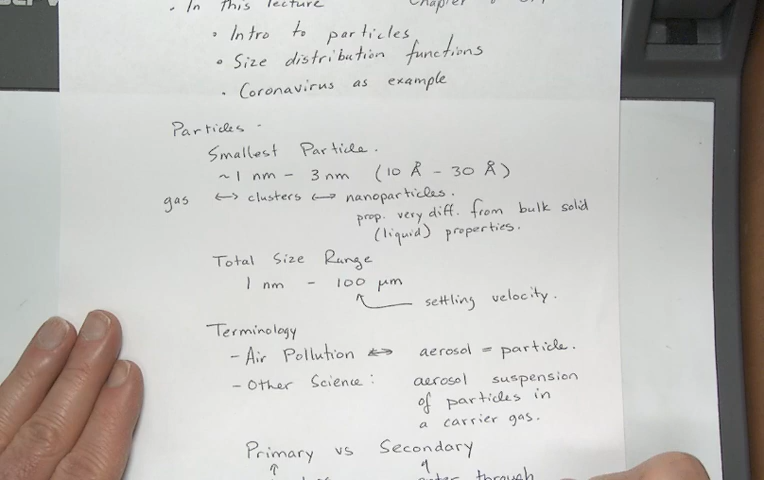 • In this lecture Chapter
• Intro to particles
• Size distribution functions
• Coronavirus as example
Particles -
Smallest Particle.
~1 nm - 3 nm (10 Å - 30 Å)
gas ↔ clusters ↔ nanoparticles.
prop. very diff. from bulk solid
(liquid) properties.
Total Size Range
1 nm - 100 µm
settling velocity.
Terminology
- Air Pollution ↔ aerosol = particle.
- Other Science: aerosol suspension
of particles in
a carrier gas.
Primary vs Secondary
through